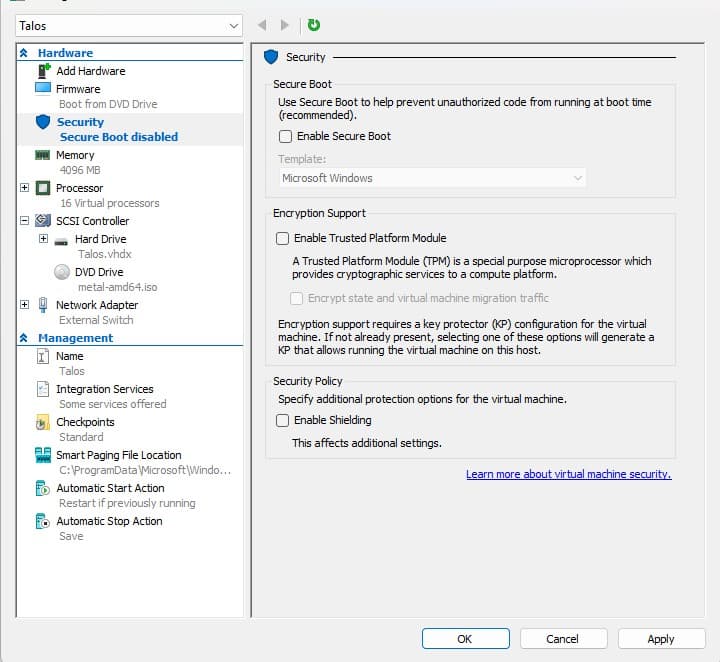 Talos
Hardware
Add Hardware
Firmware
Boot from DVD Drive
Security
Secure Boot disabled
Memory
4096 MB
Processor
16 Virtual processors
SCSI Controller
Hard Drive
Talos.vhdx
DVD Drive
metal-amd64.iso
Network Adapter
External Switch
Management
Name
Talos
Integration Services
Some services offered
Checkpoints
Standard
Smart Paging File Location
C:\ProgramData\Microsoft\Windo...
Automatic Start Action
Restart if previously running
Automatic Stop Action
Save
Security
Secure Boot
Use Secure Boot to help prevent unauthorized code from running at boot time
(recommended).
Enable Secure Boot
Template:
Microsoft Windows
Encryption Support
Enable Trusted Platform Module
A Trusted Platform Module (TPM) is a special purpose microprocessor which
provides cryptographic services to a compute platform.
Encrypt state and virtual machine migration traffic
Encryption support requires a key protector (KP) configuration for the virtual
machine. If not already present, selecting one of these options will generate a
KP that allows running the virtual machine on this host.
Security Policy
Specify additional protection options for the virtual machine.
Enable Shielding
This affects additional settings.
Learn more about virtual machine security.
OK
Cancel
Apply